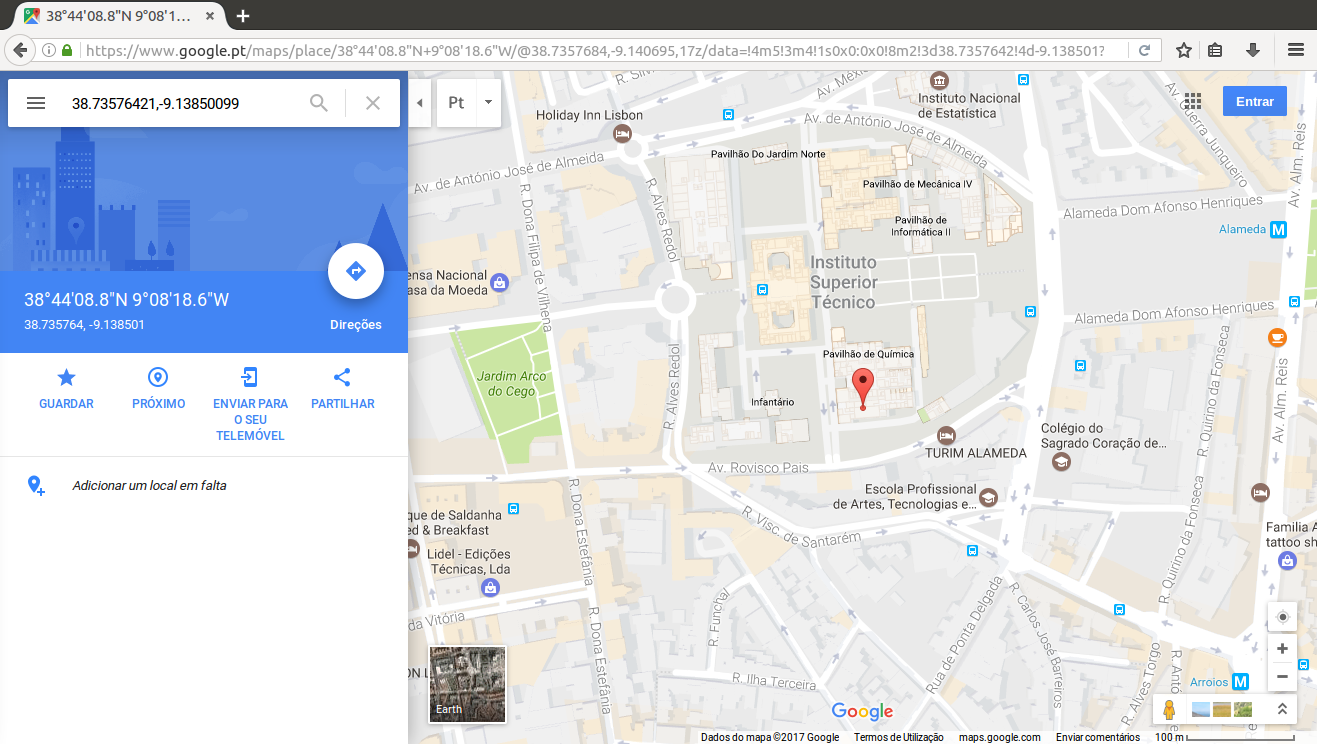 38°44'08.8"N 9°08'1...
https://www.google.pt/maps/place/38°44'08.8"N+9°08'18.6"W/@38.7357684,-9.140695,17z/data=!4m5!3m4!1s0x0:0x0!8m2!3d38.7357642!4d-9.138501?
38.73576421,-9.13850099
Pt
Entrar
38°44'08.8"N 9°08'18.6"W
38.735764, -9.138501
Direções
GUARDAR
PRÓXIMO
ENVIAR PARA
O SEU
TELEMÓVEL
PARTILHAR
Adicionar um local em falta
R. Silva
Av. México
Instituto Nacional
de Estatística
Holiday Inn Lisbon
Av. de António José de Almeida
Av. de António José de Almeida
Pavilhão Do Jardim Norte
Pavilhão de Mecânica IV
Pavilhão de
Informática II
R. Guerra Junqueiro
Av. Alm. Reis
Alameda Dom Afonso Henriques
Alameda M
R. Alves Redol
R. Dona Filipa de Vilhena
ensa Nacional
asa da Moeda
Instituto
Superior
Técnico
Alameda Dom Afonso Henriques
Pavilhão de Química
Jardim Arco
do Cego
R. Alves Redol
Infantário
R. Quirino da Fonseca
Av. Alm. Reis
Colégio do
Sagrado Coração de...
TURIM ALAMEDA
Av. Rovisco Pais
Escola Profissional
de Artes, Tecnologias e...
R. Visc. de Santarém
R. Dona Estefânia
R. Quirino da Fonseca
que de Saldanha
ed & Breakfast
Familia A
tattoo sh
Lidel - Edições
Técnicas, Lda
da Vitória
R. Dona Estefânia
R. Funchal
Rua de Ponta Delgada
R. Carlos José Barreiros
R. Alves Torgo
R. Antó
R. Ilha Terceira
ON L
Arroios M
Earth
Google
Dados do mapa ©2017 Google
Termos de Utilização
maps.google.com
Enviar comentários
100 m